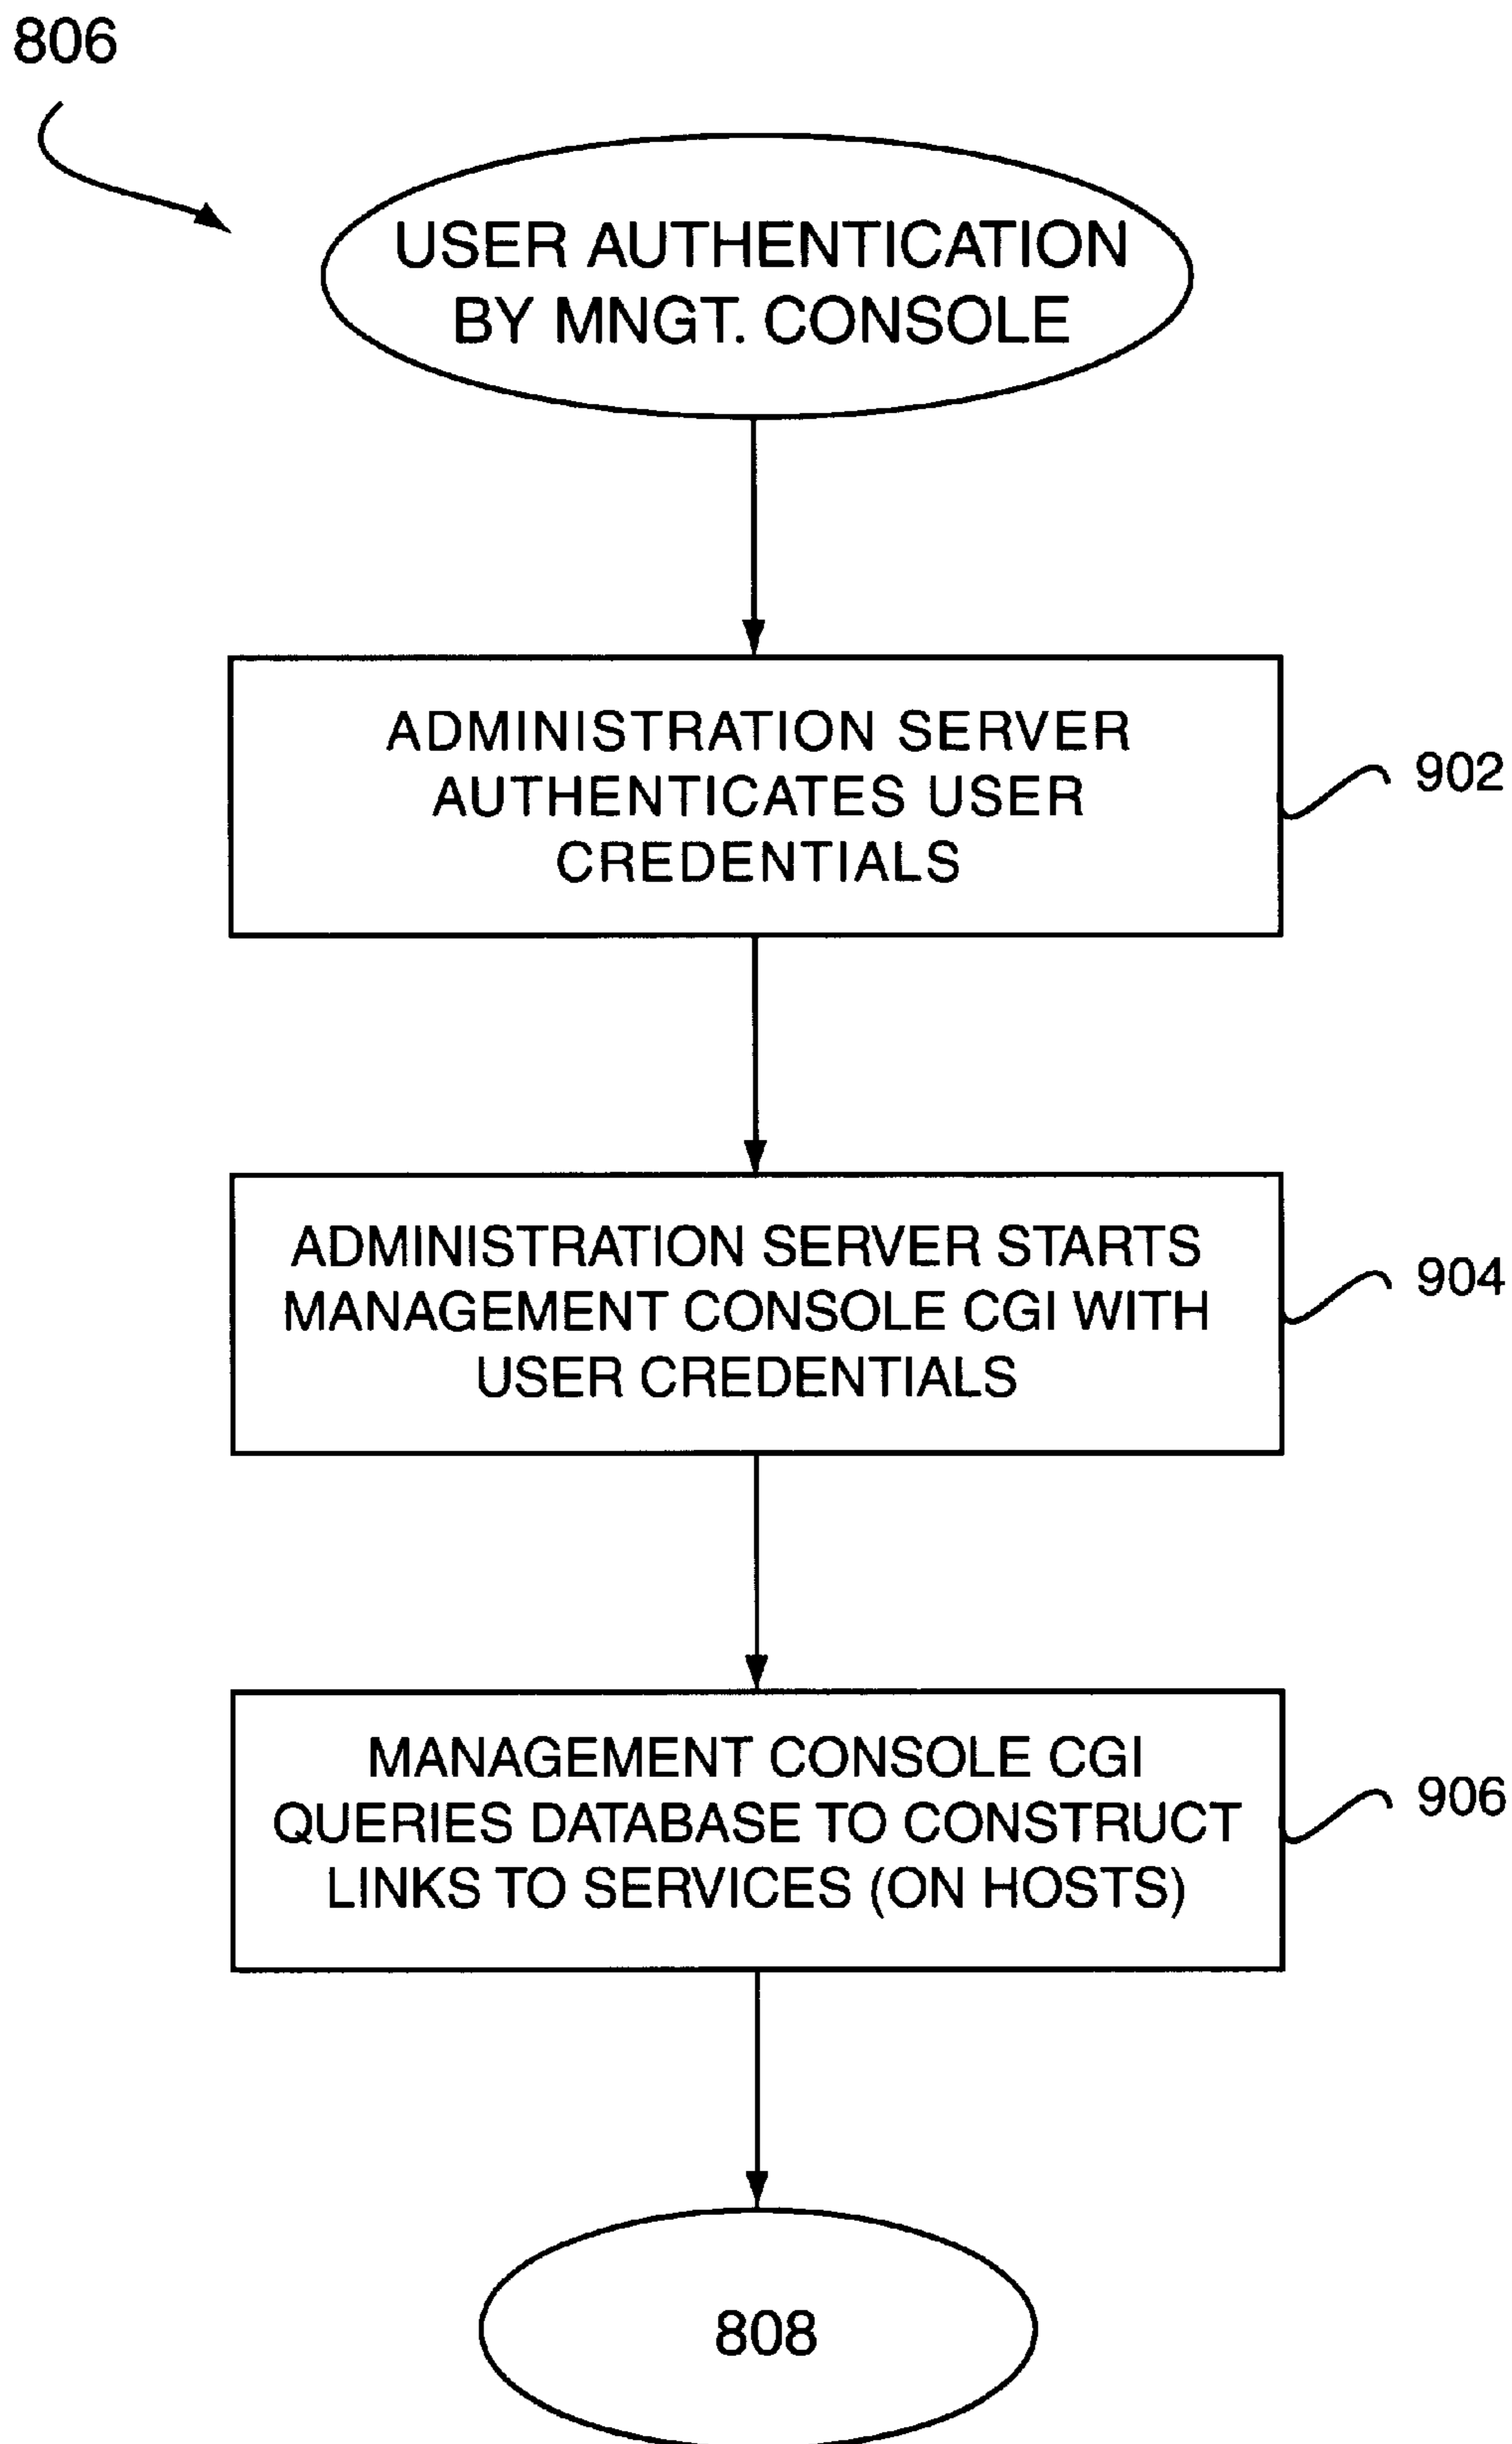 806
USER AUTHENTICATION
BY MNGT. CONSOLE
ADMINISTRATION SERVER
AUTHENTICATES USER
CREDENTIALS
902
ADMINISTRATION SERVER STARTS
MANAGEMENT CONSOLE CGI WITH
USER CREDENTIALS
904
MANAGEMENT CONSOLE CGI
QUERIES DATABASE TO CONSTRUCT
LINKS TO SERVICES (ON HOSTS)
906
808